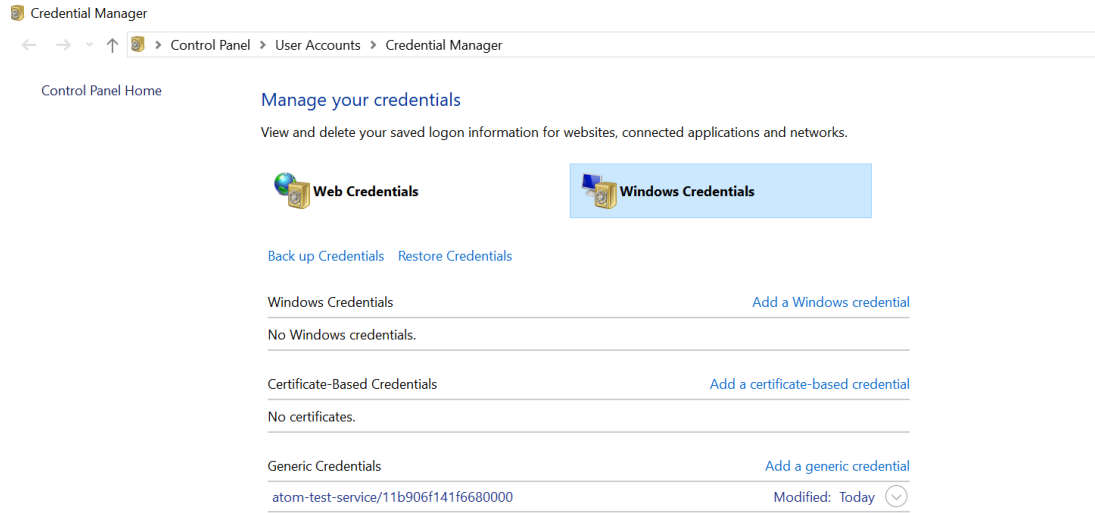 Credential Manager
Control Panel > User Accounts > Credential Manager
Control Panel Home
Manage your credentials
View and delete your saved logon information for websites, connected applications and networks.
Web Credentials
Windows Credentials
Back up Credentials Restore Credentials
Windows Credentials Add a Windows credential
No Windows credentials.
Certificate-Based Credentials Add a certificate-based credential
No certificates.
Generic Credentials Add a generic credential
atom-test-service/11b906f141f6680000 Modified: Today